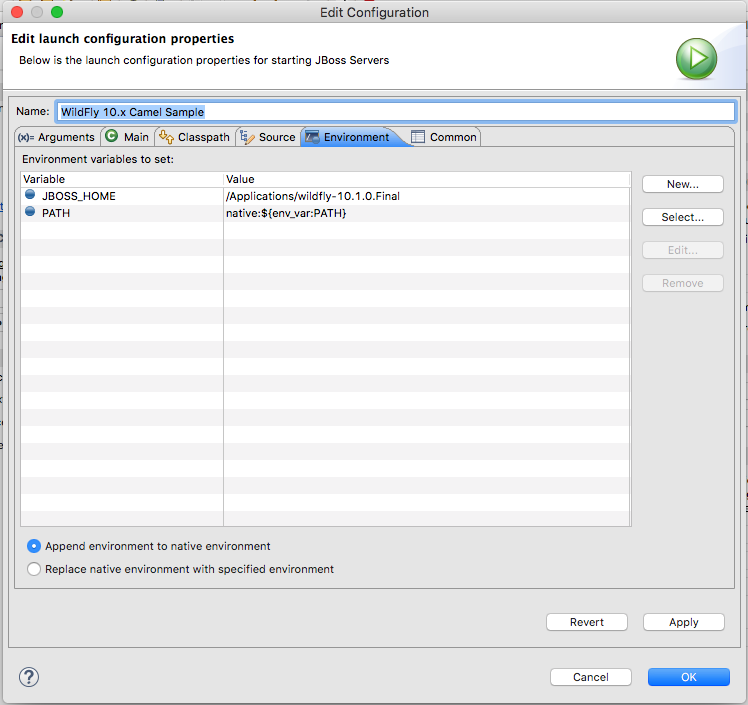 Edit Configuration
Edit launch configuration properties
Below is the launch configuration properties for starting JBoss Servers
Name: WildFly 10.x Camel Sample
(x)= Arguments Main Classpath Source Environment Common
Environment variables to set:
Variable Value
JBOSS_HOME /Applications/wildfly-10.1.0.Final
PATH native:${env_var:PATH}
New...
Select...
Edit...
Remove
Append environment to native environment
Replace native environment with specified environment
Revert Apply
? Cancel OK